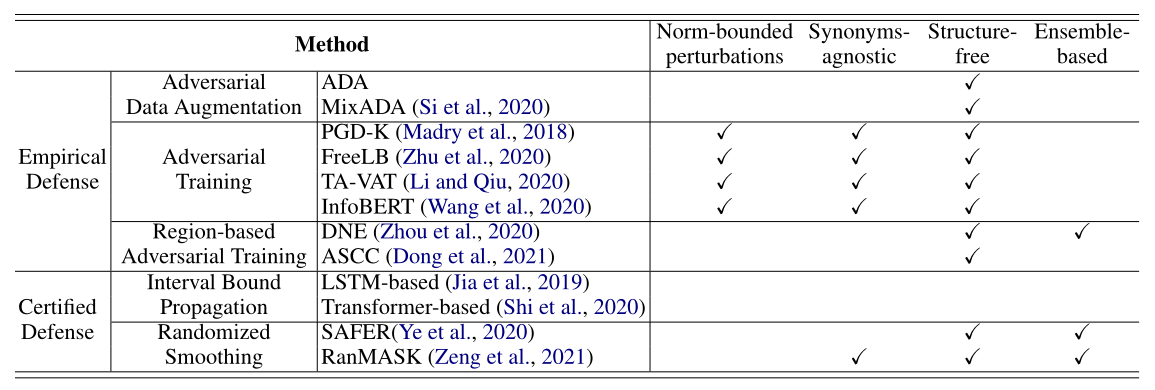 Method Norm-bounded perturbations Synonyms-agnostic Structure-free Ensemble-based
Empirical Defense
Adversarial Data Augmentation
ADA ✓
MixADA (Si et al., 2020) ✓
Adversarial Training
PGD-K (Madry et al., 2018) ✓ ✓ ✓
FreeLB (Zhu et al., 2020) ✓ ✓ ✓
TA-VAT (Li and Qiu, 2020) ✓ ✓ ✓
InfoBERT (Wang et al., 2020) ✓ ✓ ✓
Region-based Adversarial Training
DNE (Zhou et al., 2020) ✓ ✓
ASCC (Dong et al., 2021) ✓
Certified Defense
Interval Bound Propagation
LSTM-based (Jia et al., 2019)
Transformer-based (Shi et al., 2020)
Randomized Smoothing
SAFER(Ye et al., 2020) ✓ ✓
RanMASK (Zeng et al., 2021) ✓ ✓ ✓